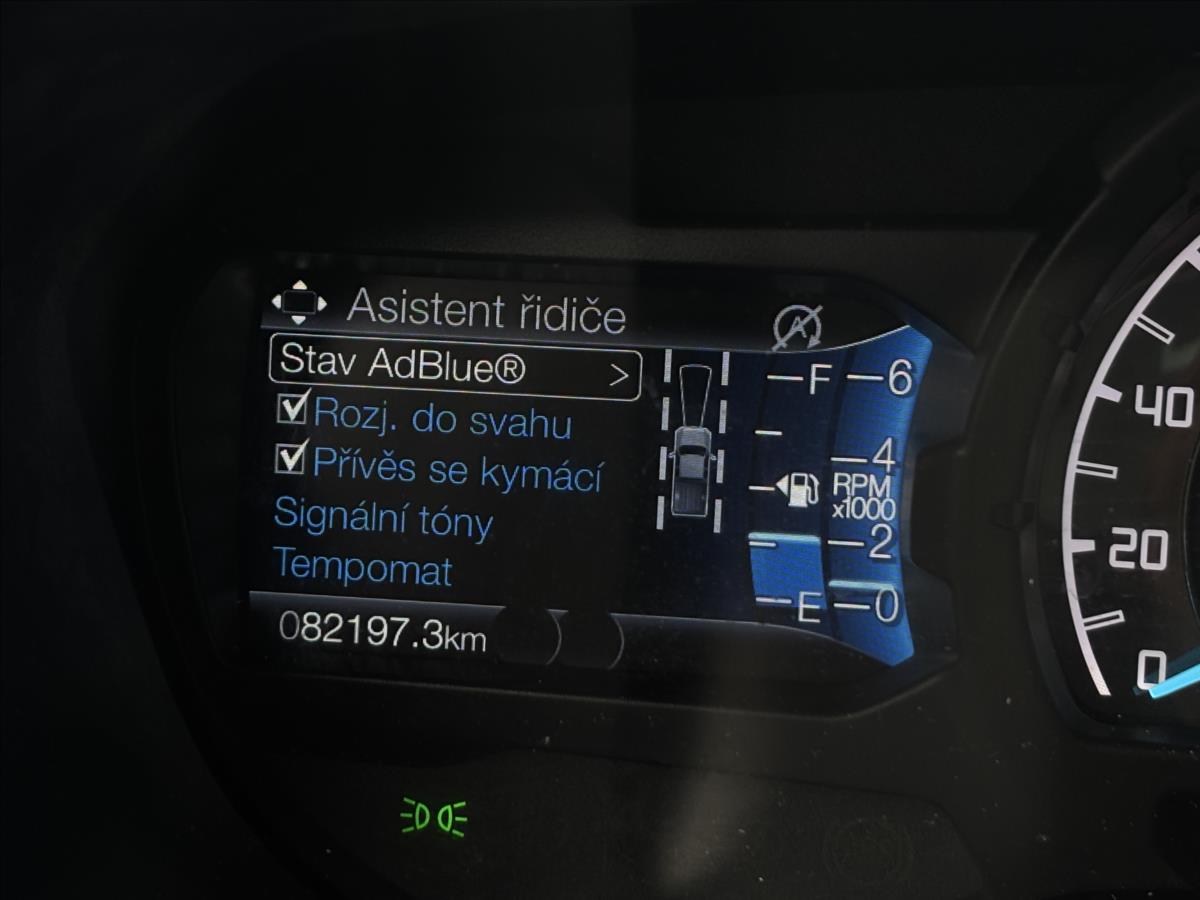 Asistent řidiče
A
Stav AdBlue® >
Rozj. do svahu
Přívěs se kymácí
Signální tóny
Tempomat
082197.3km
F
E
6
4
RPM
x1000
2
0
40
20
0